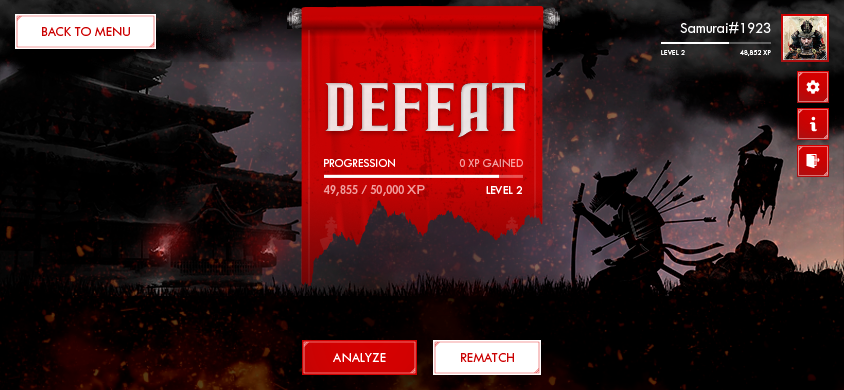 BACK TO MENU
Samurai#1923
LEVEL 2
48,852 XP
DEFEAT
PROGRESSION
0 XP GAINED
49,855 / 50,000 XP
LEVEL 2
ANALYZE
REMATCH